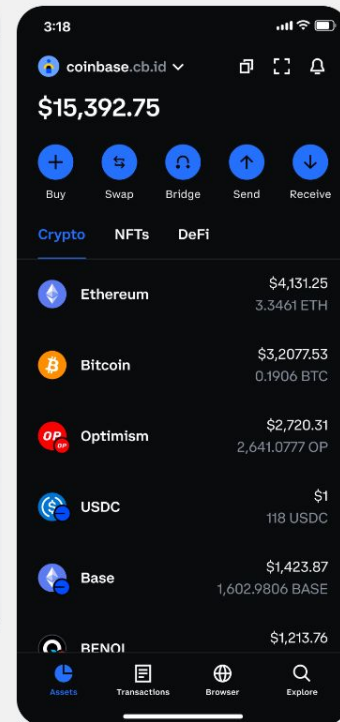 3:18
coinbase.cb.id
$15,392.75
Buy Swap Bridge Send Receive
Crypto NFTs DeFi
Ethereum $4,131.25
3.3461 ETH
Bitcoin $3,2077.53
0.1906 BTC
OP OP Optimism $2,720.31
2,641.0777 OP
USDC $1
118 USDC
Base $1,423.87
1,602.9806 BASE
$1,213.76
Assets Transactions Browser Explore